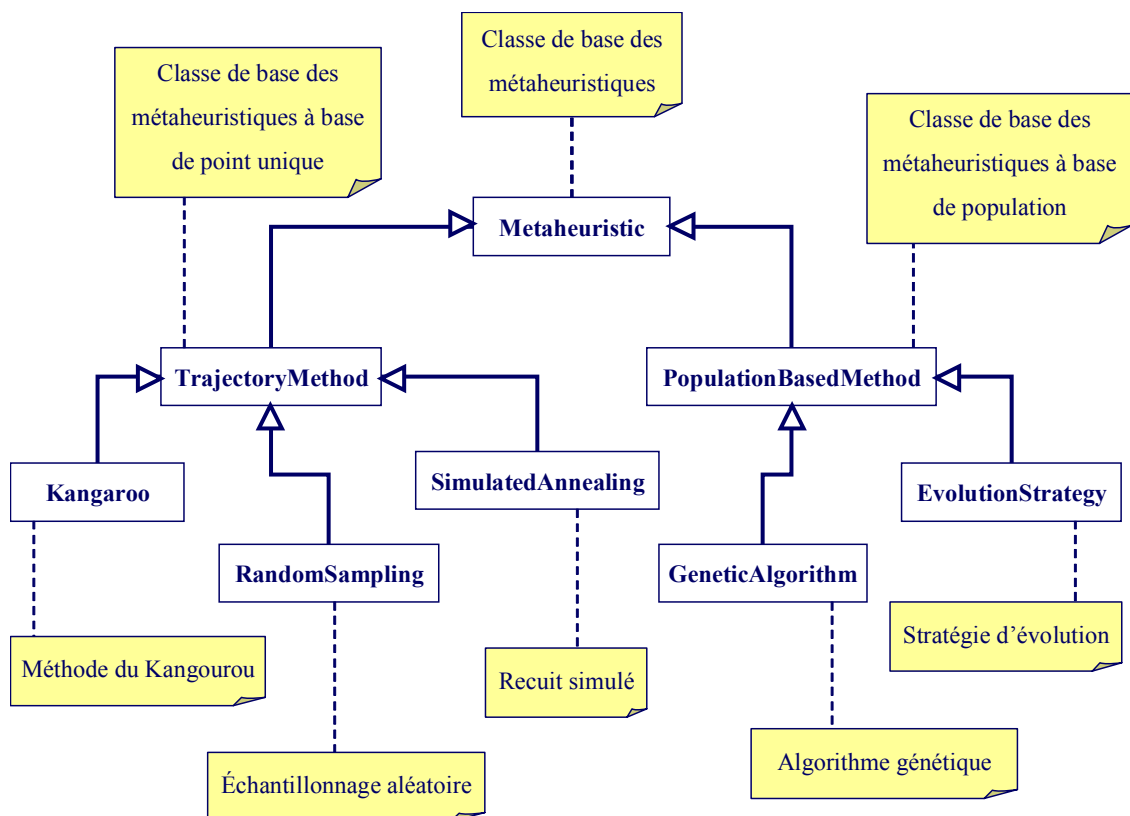 Classe de base des
métaheuristiques
Classe de base des
métaheuristiques à base
de point unique
Classe de base des
métaheuristiques à base
de population
Metaheuristic
TrajectoryMethod
PopulationBasedMethod
Kangaroo
SimulatedAnnealing
EvolutionStrategy
RandomSampling
GeneticAlgorithm
Méthode du Kangourou
Recuit simulé
Stratégie d'évolution
Échantillonnage aléatoire
Algorithme génétique